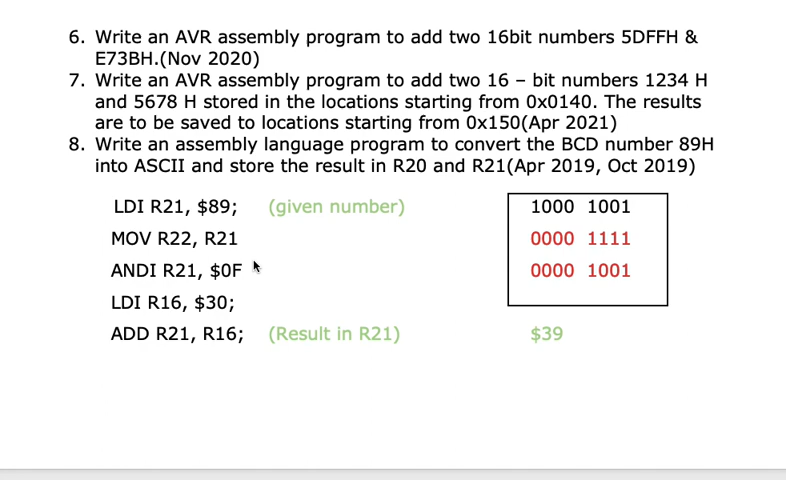 6. Write an AVR assembly program to add two 16bit numbers 5DFFH &
E73BH.(Nov 2020)
7. Write an AVR assembly program to add two 16 – bit numbers 1234 H
and 5678 H stored in the locations starting from 0x0140. The results
are to be saved to locations starting from 0x150(Apr 2021)
8. Write an assembly language program to convert the BCD number 89H
into ASCII and store the result in R20 and R21(Apr 2019, Oct 2019)
LDI R21, $89; (given number) 1000 1001
MOV R22, R21 0000 1111
ANDI R21, $0F 0000 1001
LDI R16, $30;
ADD R21, R16; (Result in R21) $39